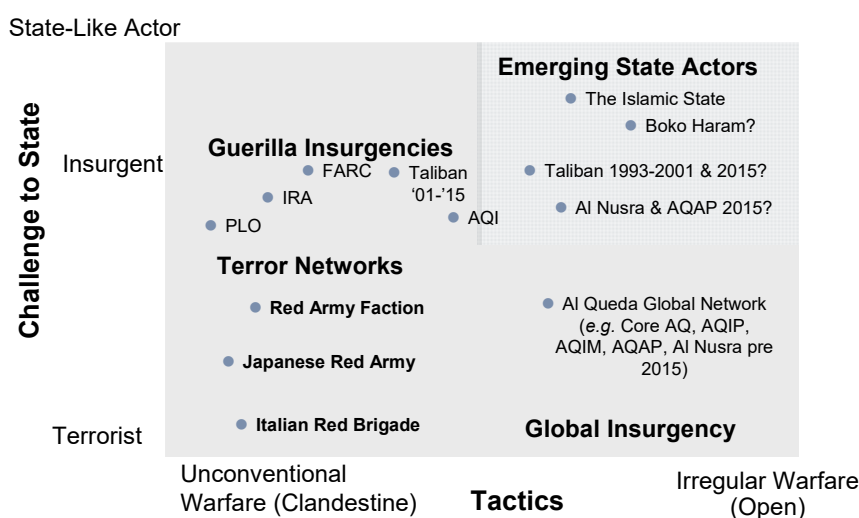 State-Like Actor
Emerging State Actors
The Islamic State
Boko Haram?
Challenge to State
Guerilla Insurgencies
Insurgent
FARC
Taliban
'01-'15
Taliban 1993-2001 & 2015?
IRA
Al Nusra & AQAP 2015?
PLO
AQI
Terror Networks
Red Army Faction
Al Queda Global Network
(e.g. Core AQ, AQIP,
AQIM, AQAP, Al Nusra pre
2015)
Japanese Red Army
Italian Red Brigade
Global Insurgency
Terrorist
Unconventional
Warfare (Clandestine)
Tactics
Irregular Warfare
(Open)